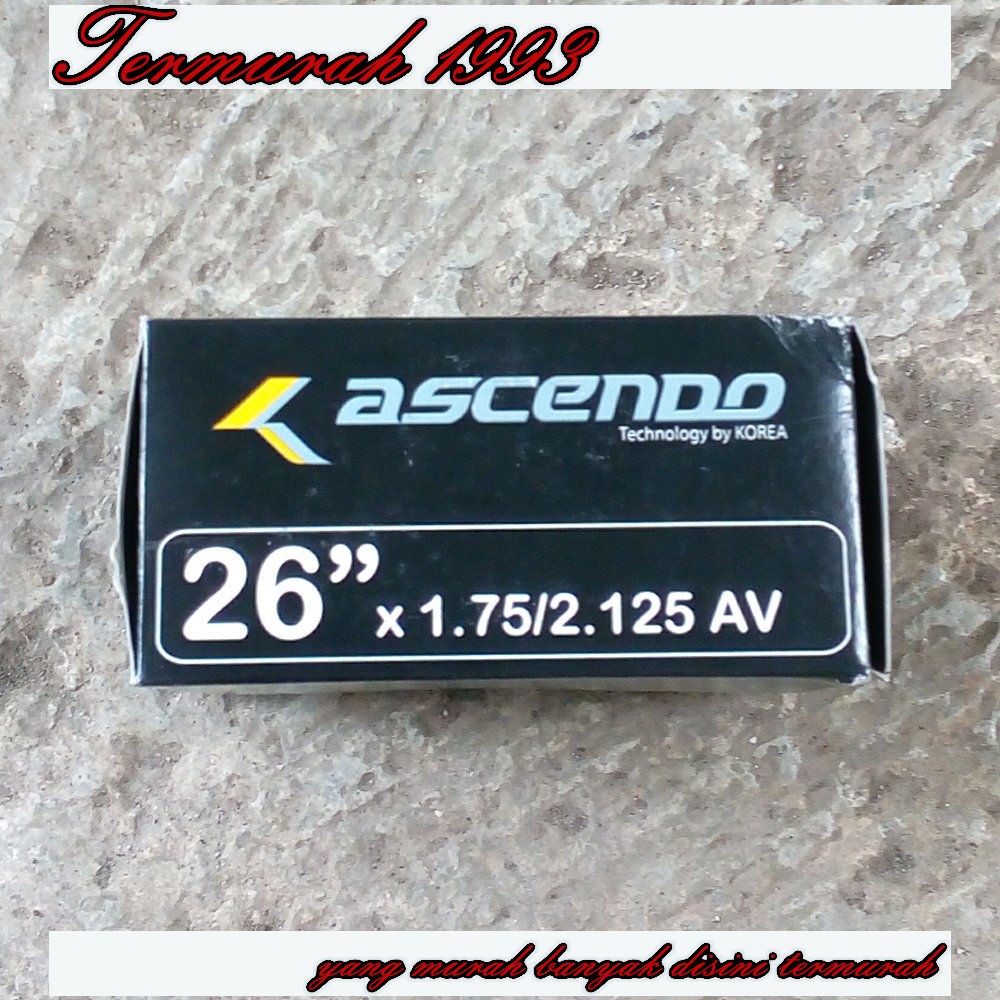 Termurah 1993
ascendo
Technology by KOREA
26” x 1.75/2.125 AV
yang murah banyak disini termurah